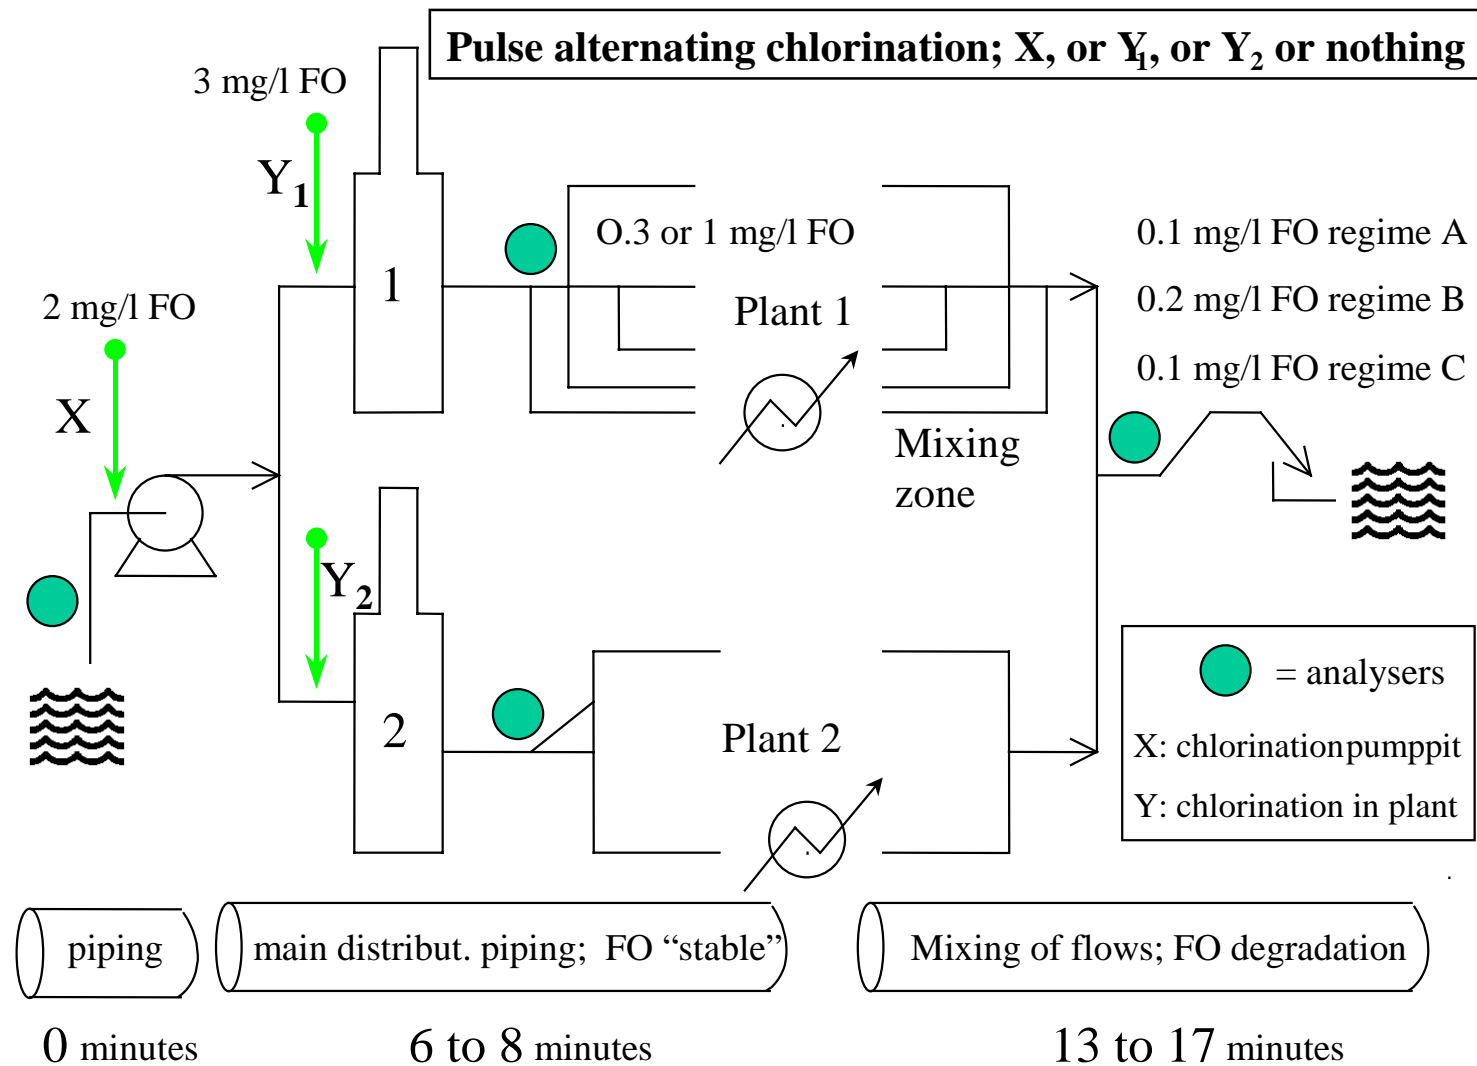 Pulse alternating chlorination; X, or Y1, or Y2 or nothing
3 mg/l FO
Y1
2 mg/l FO
X
1
O.3 or 1 mg/l FO
Plant 1
Mixing
zone
0.1 mg/l FO regime A
0.2 mg/l FO regime B
0.1 mg/l FO regime C
Y2
2
Plant 2
= analysers
X: chlorination pumppit
Y: chlorination in plant
piping
main distribut. piping; FO “stable”
Mixing of flows; FO degradation
0 minutes
6 to 8 minutes
13 to 17 minutes